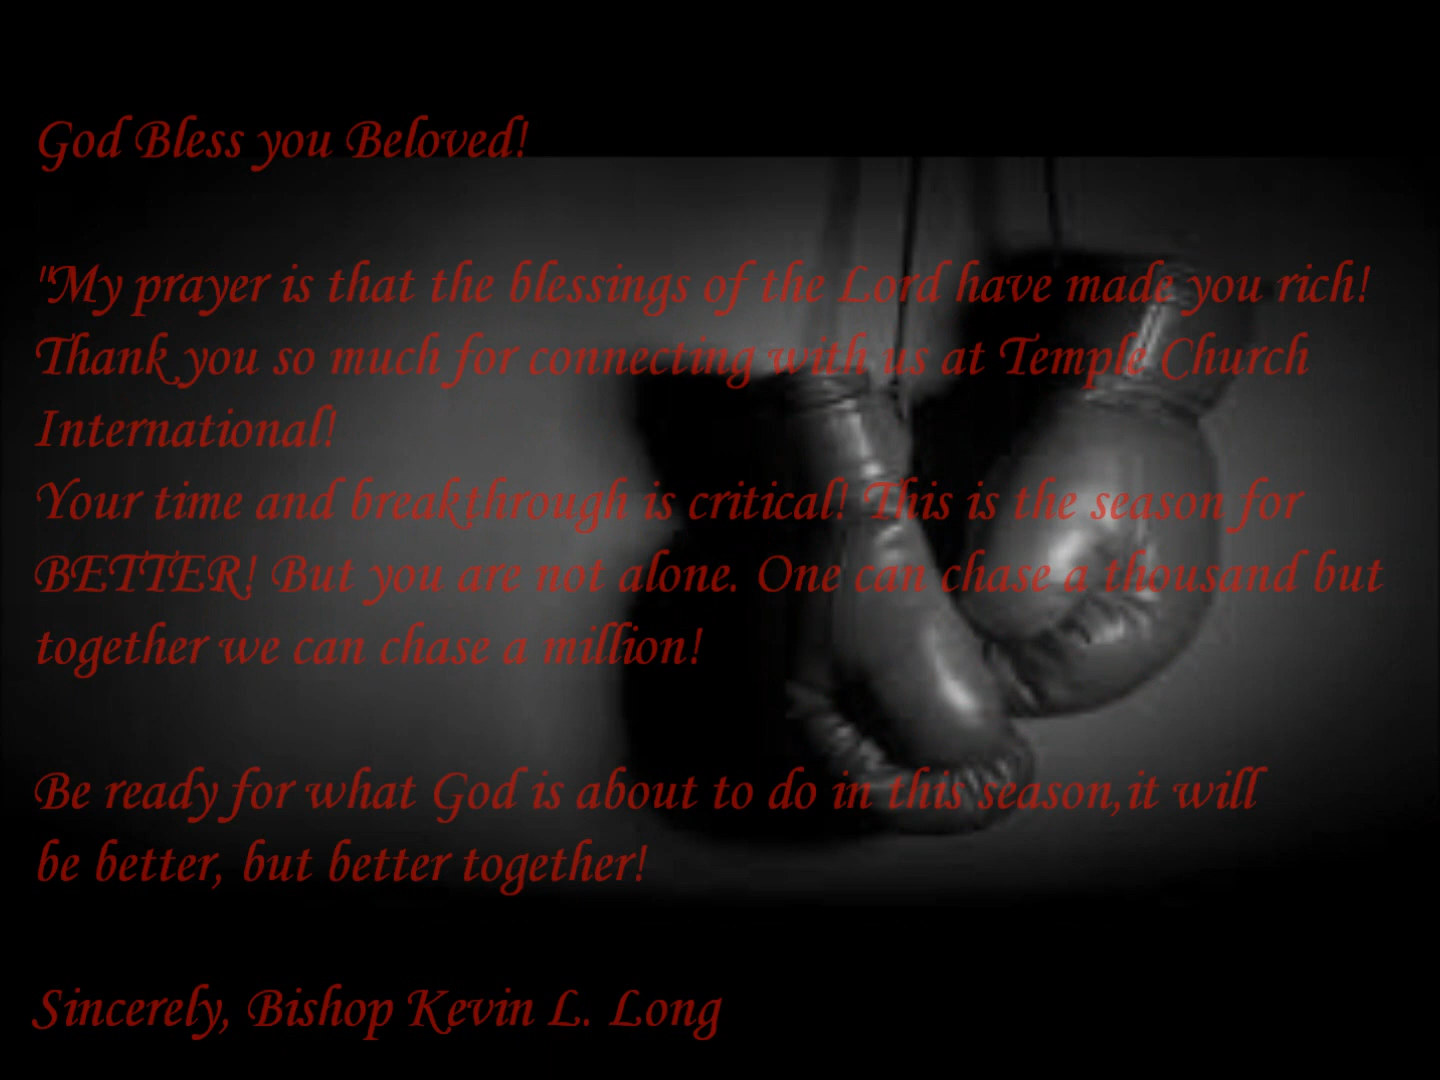 God Bless you Beloved!
"My prayer is that the blessings of the Lord have made you rich!
Thank you so much for connecting with us at Temple Church
International!
Your time and breakthrough is critical! This is the season for
BETTER! But you are not alone. One can chase a thousand but
together we can chase a million!
Be ready for what God is about to do in this season,it will
be better, but better together!
Sincerely, Bishop Kevin L. Long